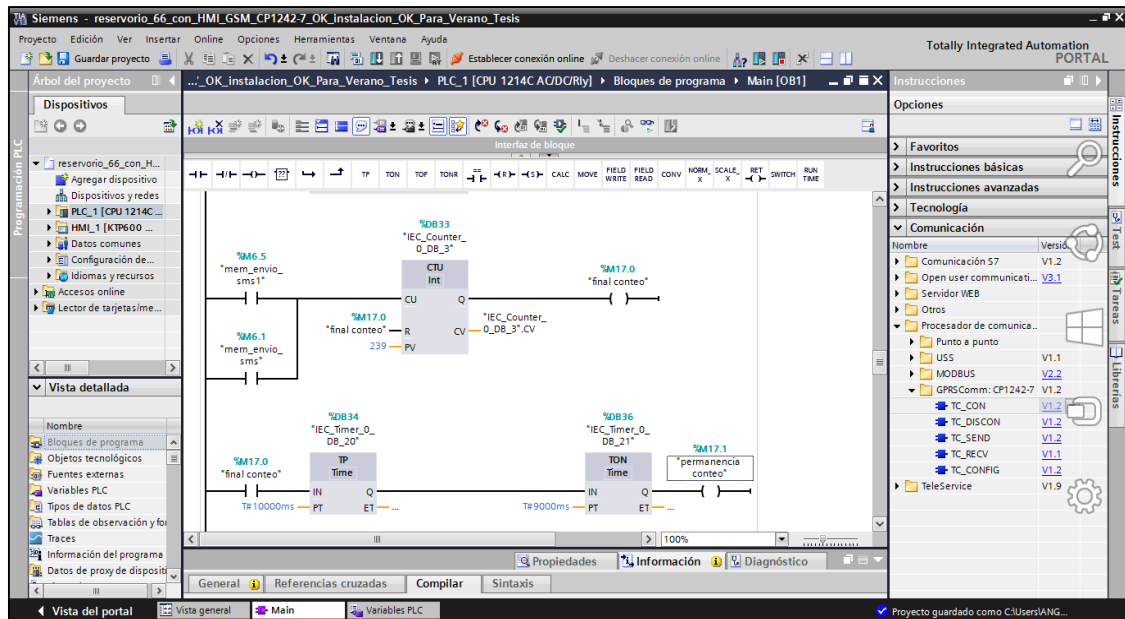 Siemens - reservorio_66_con_HMI_GSM_CP1242-7_OK_instalacion_OK_Para_Verano_Tesis
Proyecto Edición Ver Insertar Online Opciones Herramientas Ventana Ayuda
Totally Integrated Automation
PORTAL
Guardar proyecto
Establecer conexión online
Deshacer conexión online
Árbol del proyecto
..._OK_instalacion_OK_Para_Verano_Tesis ▸ PLC_1 [CPU 1214C AC/DC/Rly] ▸ Bloques de programa ▸ Main [OB1]
Instrucciones
Dispositivos
Opciones
Interfaz de bloque
Programación PLC
reservorio_66_con_H...
Agregar dispositivo
Dispositivos y redes
PLC_1 [CPU 1214C ...
HMI_1 [KTP600 ...
Datos comunes
Configuración de...
Idiomas y recursos
Accesos online
Lector de tarjetas/me...
TP TON TOF TONR CALC MOVE FIELD WRITE FIELD READ CONV NORM_X SCALE_X RET SWITCH RUN TIME
%DB33
"IEC_Counter_
0_DB_3"
CTU
Int
%M6.5
"mem_envio_
sms1"
%M17.0
"final conteo"
CU Q
%M17.0
"final conteo"
R CV
"IEC_Counter_
0_DB_3".CV
239
PV
%M6.1
"mem_envio_
sms"
%DB34
"IEC_Timer_0_
DB_20"
TP
Time
%DB36
"IEC_Timer_0_
DB_21"
TON
Time
%M17.0
"final conteo"
%M17.1
"permanencia
conteo"
IN Q
IN Q
T#10000ms PT ET ...
T#9000ms PT ET ...
100%
Vista detallada
Nombre
Bloques de programa
Objetos tecnológicos
Fuentes externas
Variables PLC
Tipos de datos PLC
Tablas de observación y fo
Traces
Información del programa
Datos de proxy de dispositi
Propiedades Información Diagnóstico
General Referencias cruzadas Compilar Sintaxis
Favoritos
Instrucciones básicas
Instrucciones avanzadas
Tecnología
Comunicación
Nombre Versió
Comunicación S7 V1.2
Open user communicati... V3.1
Servidor WEB
Otros
Procesador de comunica..
Punto a punto
USS V1.1
MODBUS V2.2
GPRSComm: CP1242-7 V1.2
TC_CON V1.2
TC_DISCON V1.2
TC_SEND V1.2
TC_RECV V1.1
TC_CONFIG V1.2
TeleService V1.9
Instrucciones
Test
Tareas
Librerías
Vista del portal
Vista general
Main
Variables PLC
Proyecto guardado como C:\Users\ANG...